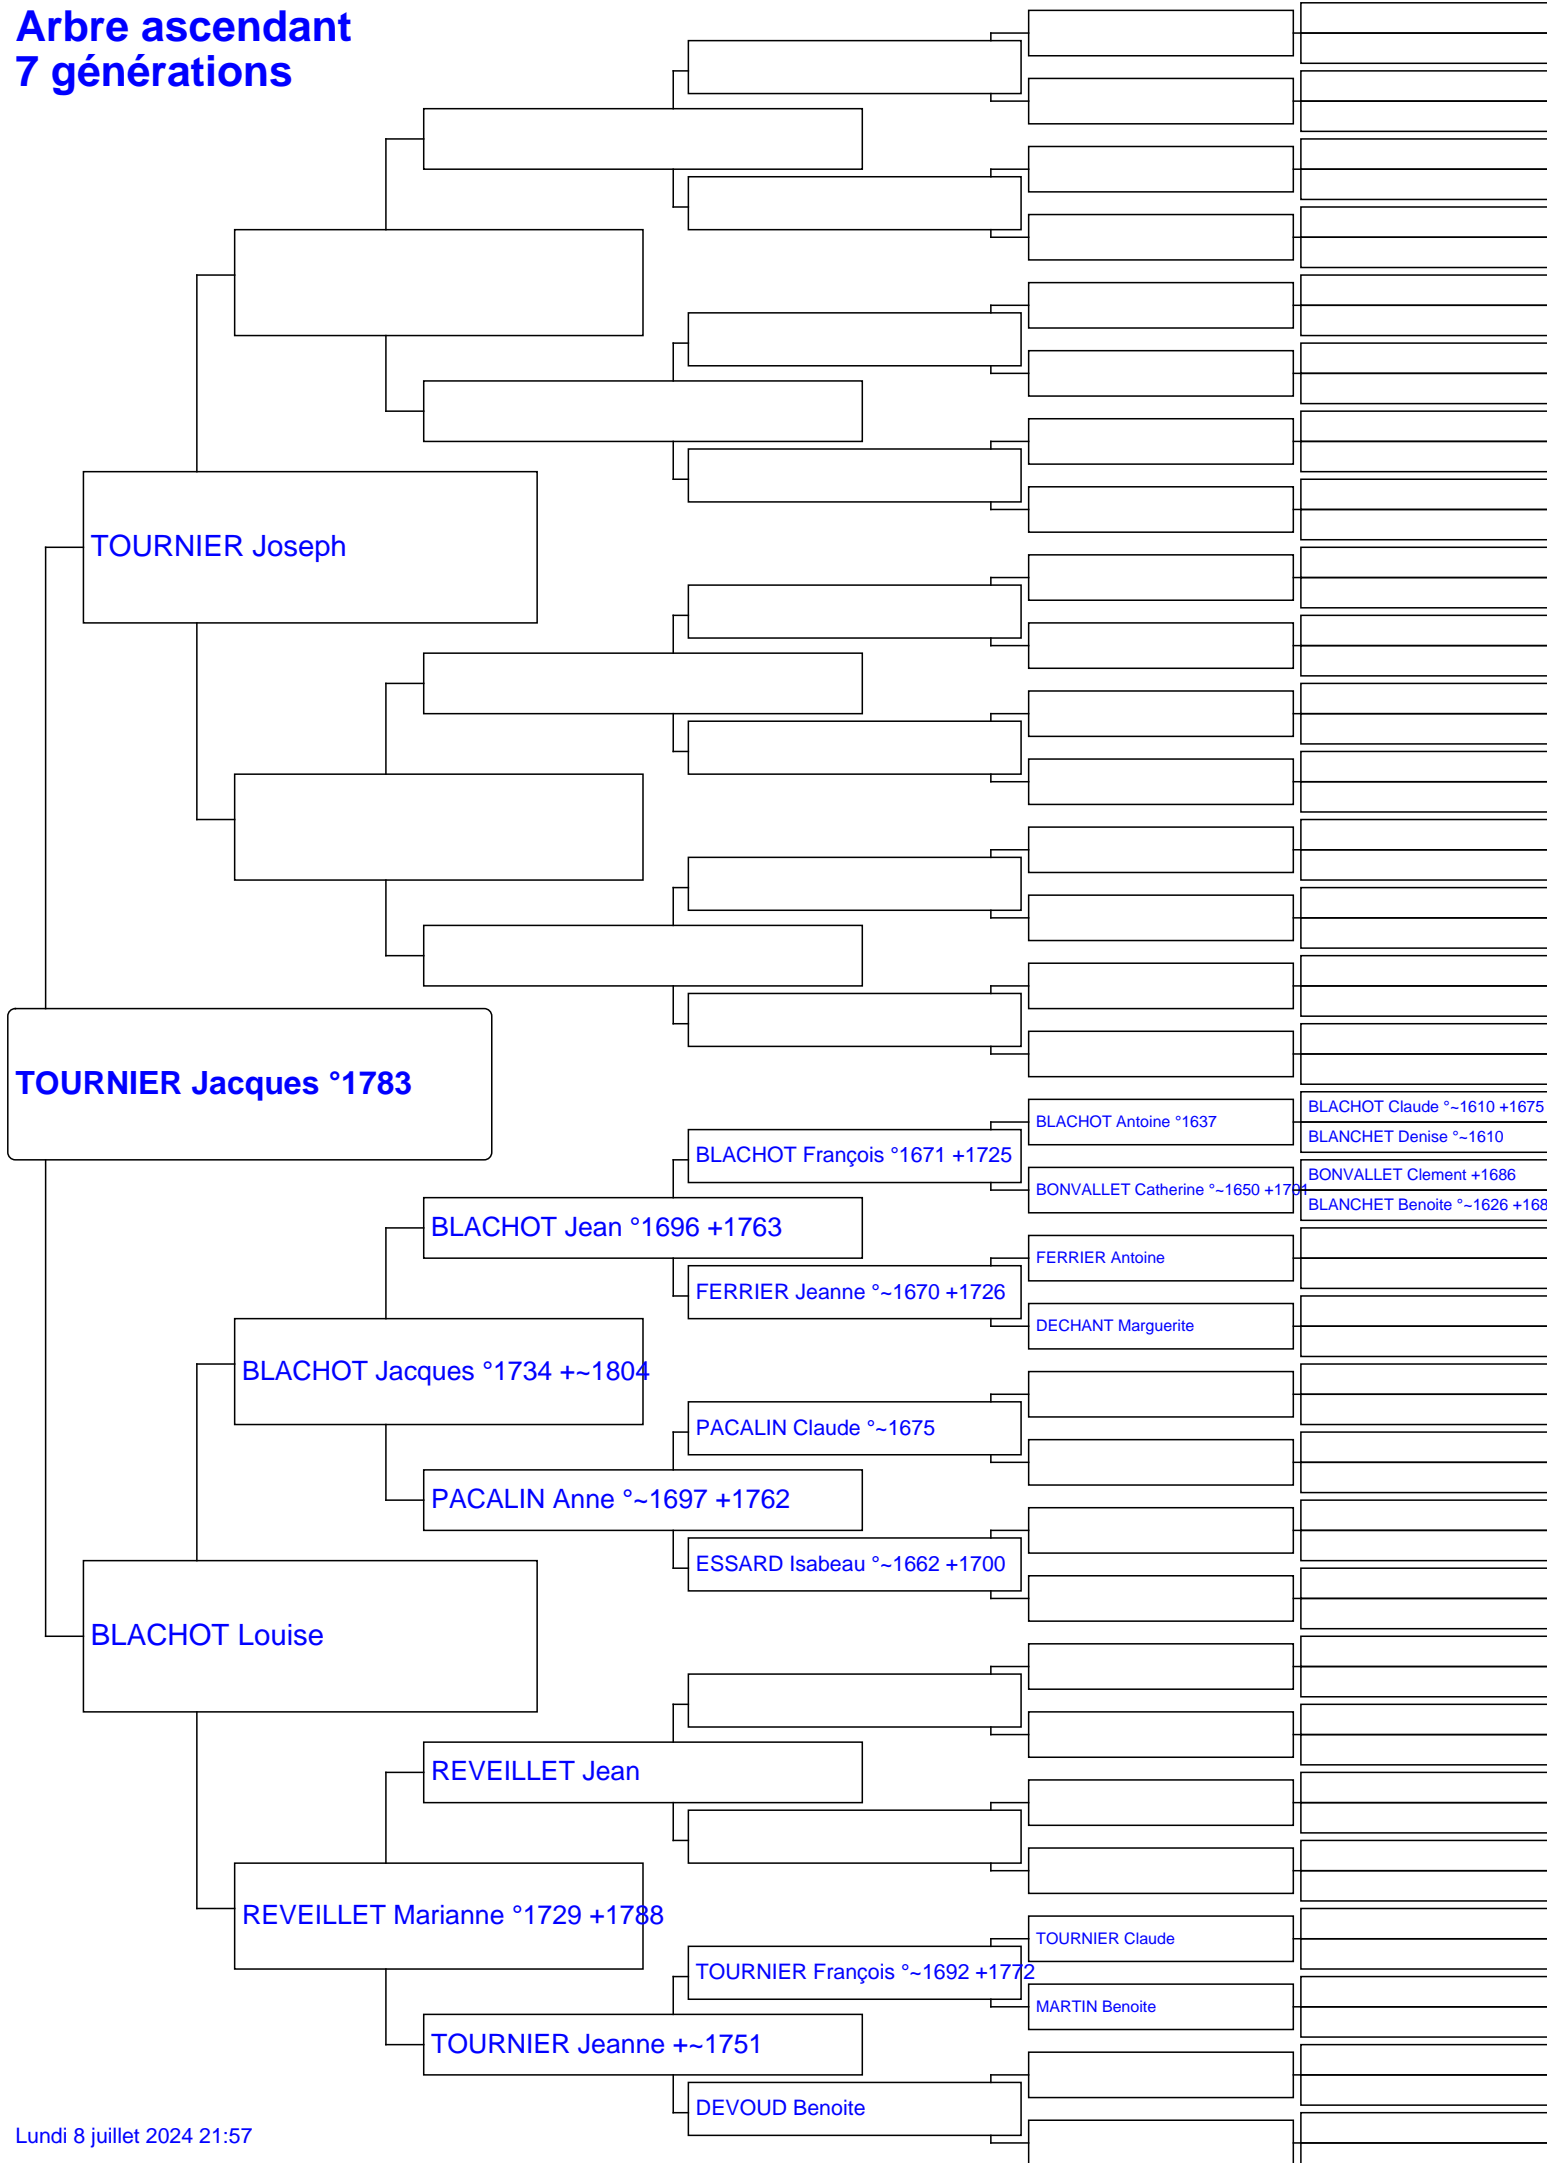 Arbre ascendant
7 générations
TOURNIER Joseph
TOURNIER Jacques °1783
BLACHOT Antoine °1637
BLACHOT Claude °~1610 +1675
BLANCHET Denise °~1610
BLACHOT François °1671 +1725
BONVALLET Catherine °~1650 +1701
BONVALLET Clement +1686
BLANCHET Benoite °~1626 +168
BLACHOT Jean °1696 +1763
FERRIER Antoine
FERRIER Jeanne °~1670 +1726
DECHANT Marguerite
BLACHOT Jacques °1734 +~1804
PACALIN Claude °~1675
PACALIN Anne °~1697 +1762
ESSARD Isabeau °~1662 +1700
BLACHOT Louise
REVEILLET Jean
REVEILLET Marianne °1729 +1788
TOURNIER Claude
TOURNIER François °~1692 +1772
MARTIN Benoite
TOURNIER Jeanne +~1751
DEVOUD Benoite
Lundi 8 juillet 2024 21:57